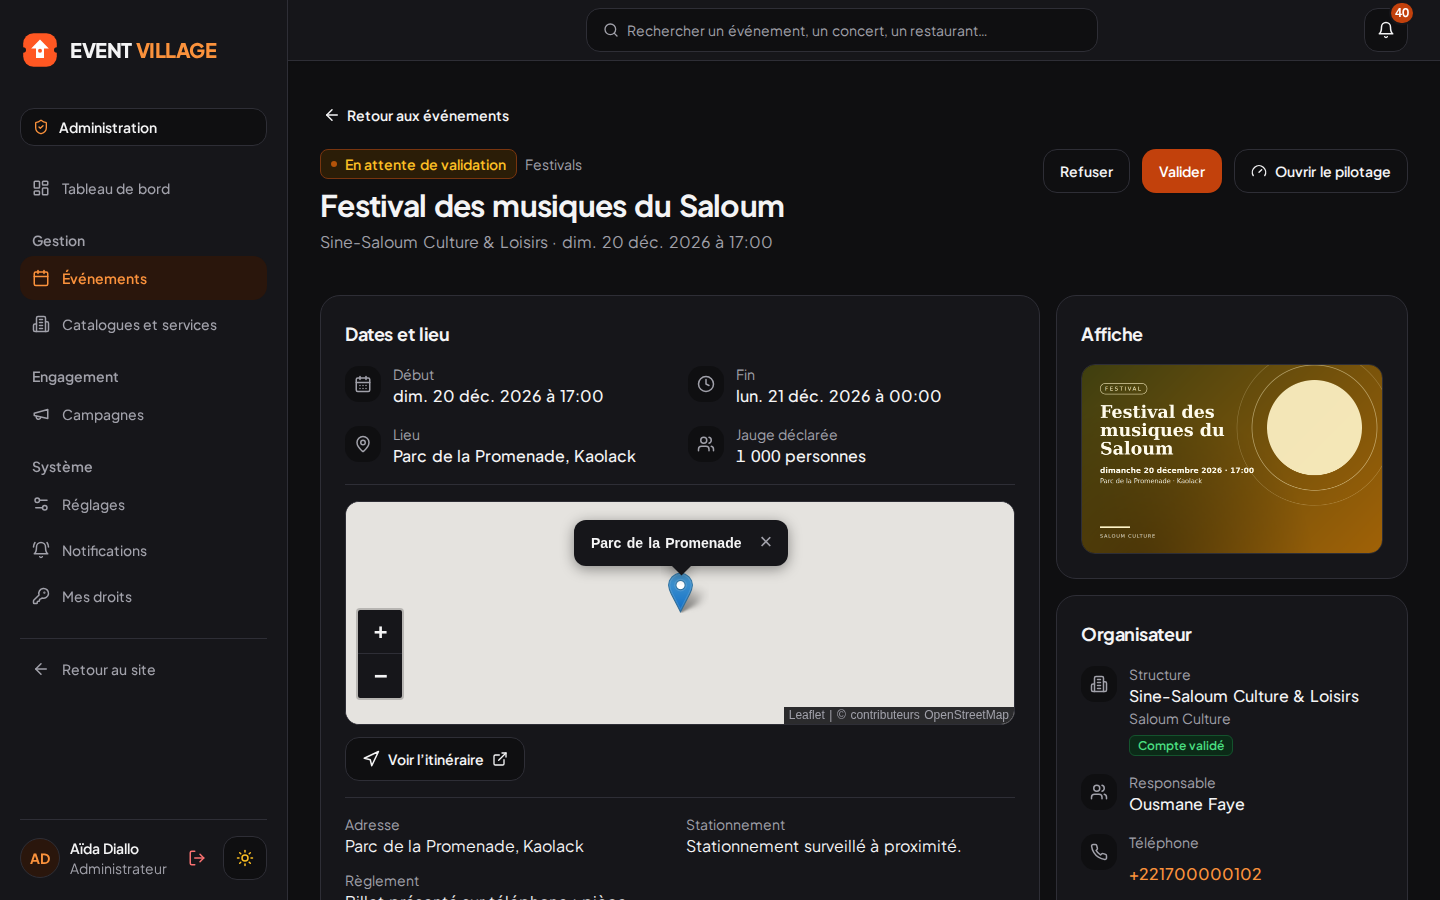 EVENT VILLAGE
Rechercher un événement, un concert, un restaurant…
40
Administration
Tableau de bord
Gestion
Événements
Catalogues et services
Engagement
Campagnes
Système
Réglages
Notifications
Mes droits
Retour au site
AD
Aïda Diallo
Administrateur
Retour aux événements
En attente de validation
Festivals
Refuser
Valider
Ouvrir le pilotage
Festival des musiques du Saloum
Sine-Saloum Culture & Loisirs · dim. 20 déc. 2026 à 17:00
Dates et lieu
Début
dim. 20 déc. 2026 à 17:00
Fin
lun. 21 déc. 2026 à 00:00
Lieu
Parc de la Promenade, Kaolack
Jauge déclarée
1 000 personnes
Parc de la Promenade
×
+
−
Leaflet | © contributeurs OpenStreetMap
Voir l’itinéraire
Adresse
Parc de la Promenade, Kaolack
Stationnement
Stationnement surveillé à proximité.
Règlement
Affiche
FESTIVAL
Festival des
musiques du
Saloum
dimanche 20 décembre 2026 · 17:00
Parc de la Promenade · Kaolack
SALOUM CULTURE
Organisateur
Structure
Sine-Saloum Culture & Loisirs
Saloum Culture
Compte validé
Responsable
Ousmane Faye
Téléphone
+221700000102